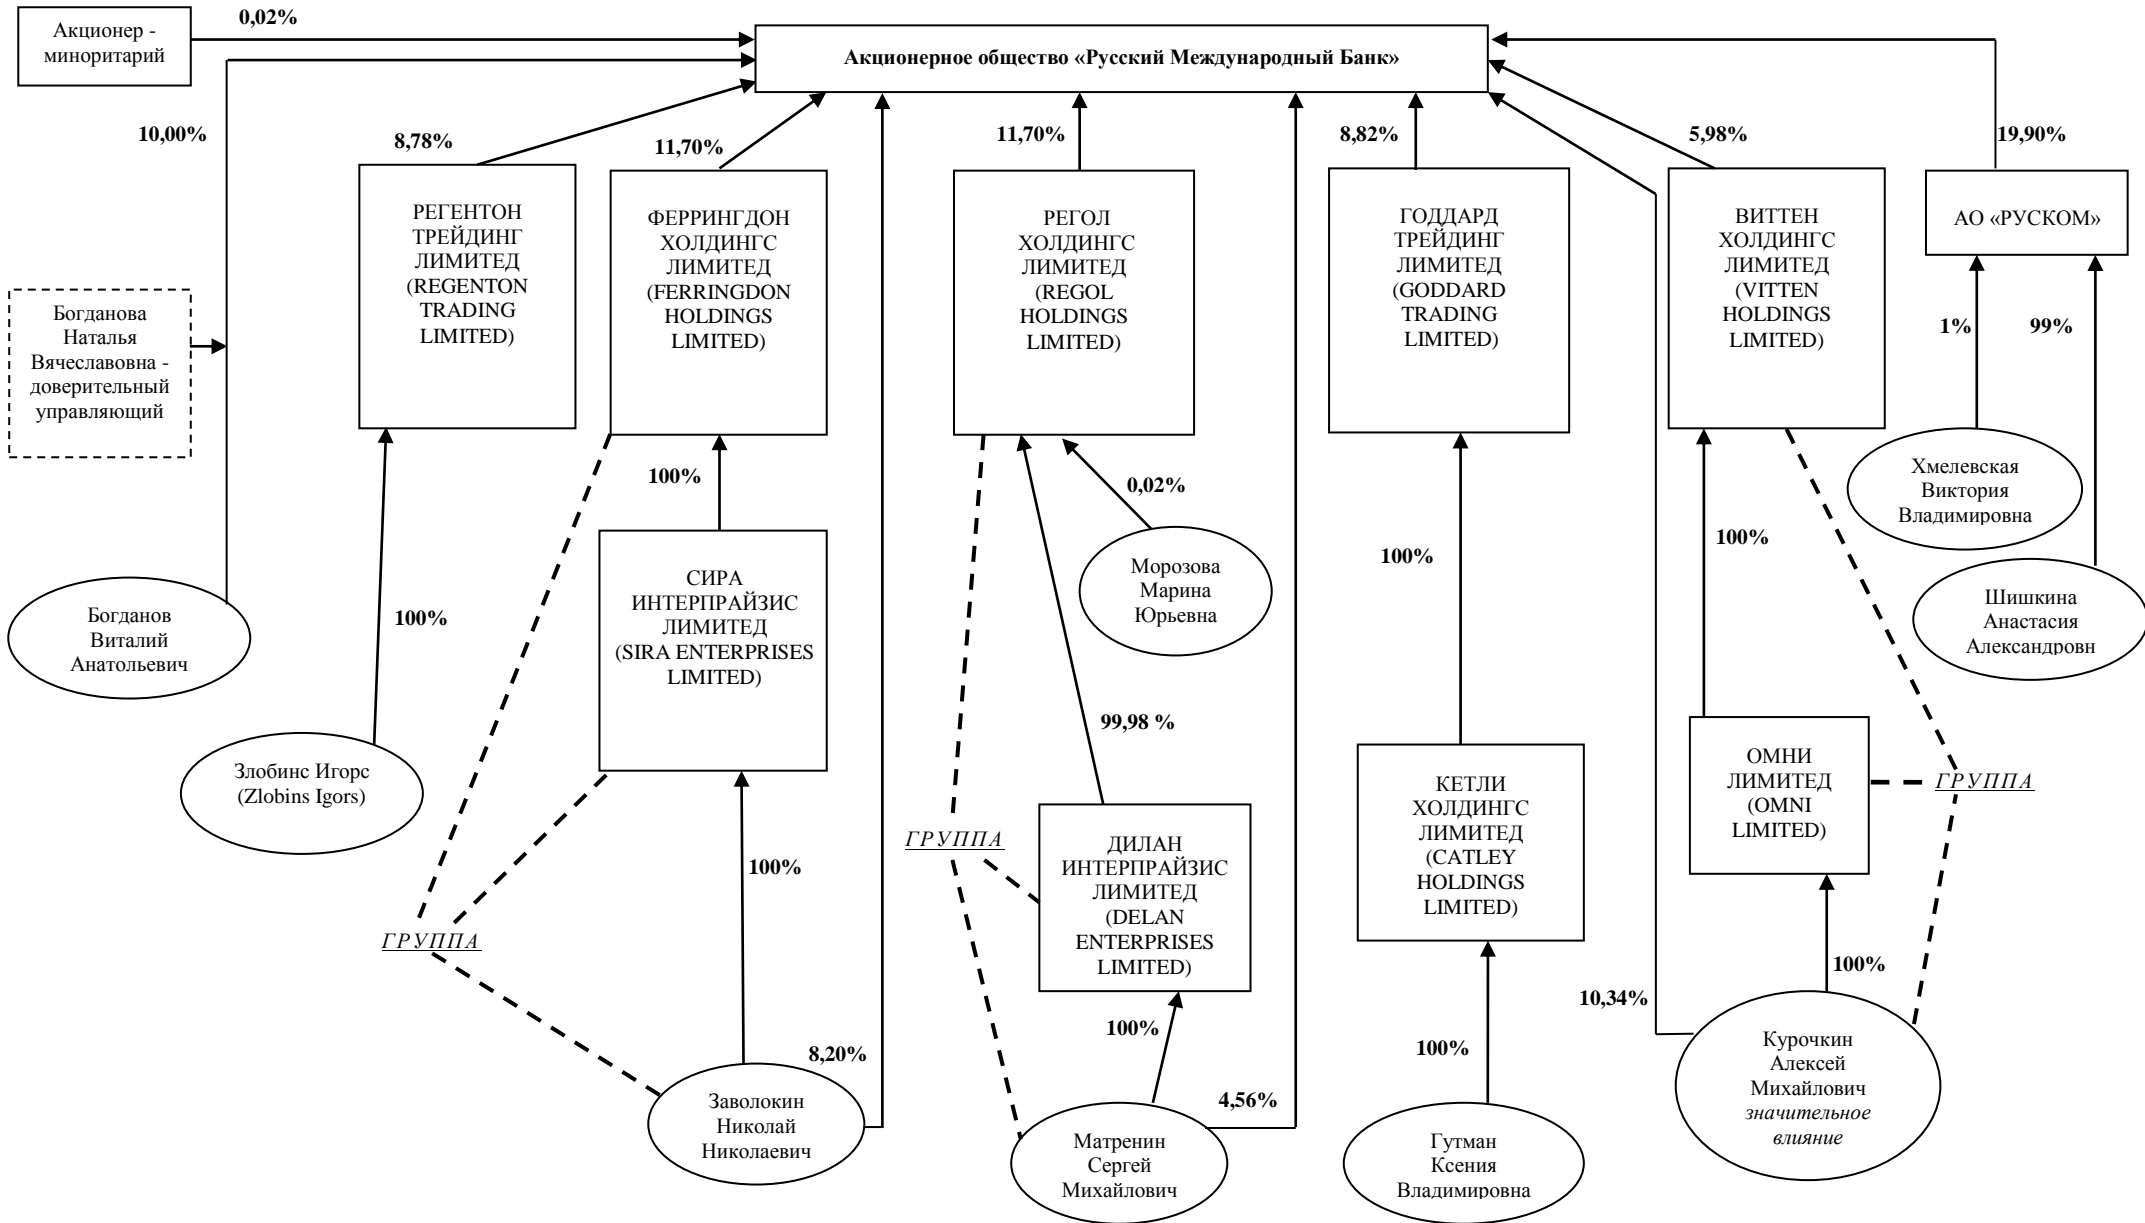 0,02%
Акционер -
миноритарий
Акционерное общество «Русский Международный Банк»
10,00%
8,78%
11,70%
11,70%
8,82%
5,98%
19,90%
РЕГЕНТОН
ТРЕЙДИНГ
ЛИМИТЕД
(REGENTON
TRADING
LIMITED)
ФЕРРИНГДОН
ХОЛДИНГС
ЛИМИТЕД
(FERRINGDON
HOLDINGS
LIMITED)
РЕГОЛ
ХОЛДИНГС
ЛИМИТЕД
(REGOL
HOLDINGS
LIMITED)
ГОДДАРД
ТРЕЙДИНГ
ЛИМИТЕД
(GODDARD
TRADING
LIMITED)
ВИТТЕН
ХОЛДИНГС
ЛИМИТЕД
(VITTEN
HOLDINGS
LIMITED)
АО «РУСКОМ»
Богданова
Наталья
Вячеславовна -
доверительный
управляющий
1%
99%
100%
0,02%
Хмелевская
Виктория
Владимировна
100%
100%
СИРА
ИНТЕРПРАЙЗИС
ЛИМИТЕД
(SIRA ENTERPRISES
LIMITED)
Морозова
Марина
Юрьевна
Богданов
Виталий
Анатольевич
100%
Шишкина
Анастасия
Александровн
99,98 %
Злобинс Игорс
(Zlobins Igors)
КЕТЛИ
ХОЛДИНГС
ЛИМИТЕД
(CATLEY
HOLDINGS
LIMITED)
ОМНИ
ЛИМИТЕД
(OMNI
LIMITED)
ГРУППА
ГРУППА
ДИЛАН
ИНТЕРПРАЙЗИС
ЛИМИТЕД
(DELAN
ENTERPRISES
LIMITED)
100%
ГРУППА
100%
10,34%
100%
100%
8,20%
Курочкин
Алексей
Михайлович
значительное
влияние
Заволокин
Николай
Николаевич
4,56%
Матренин
Сергей
Михайлович
Гутман
Ксения
Владимировна